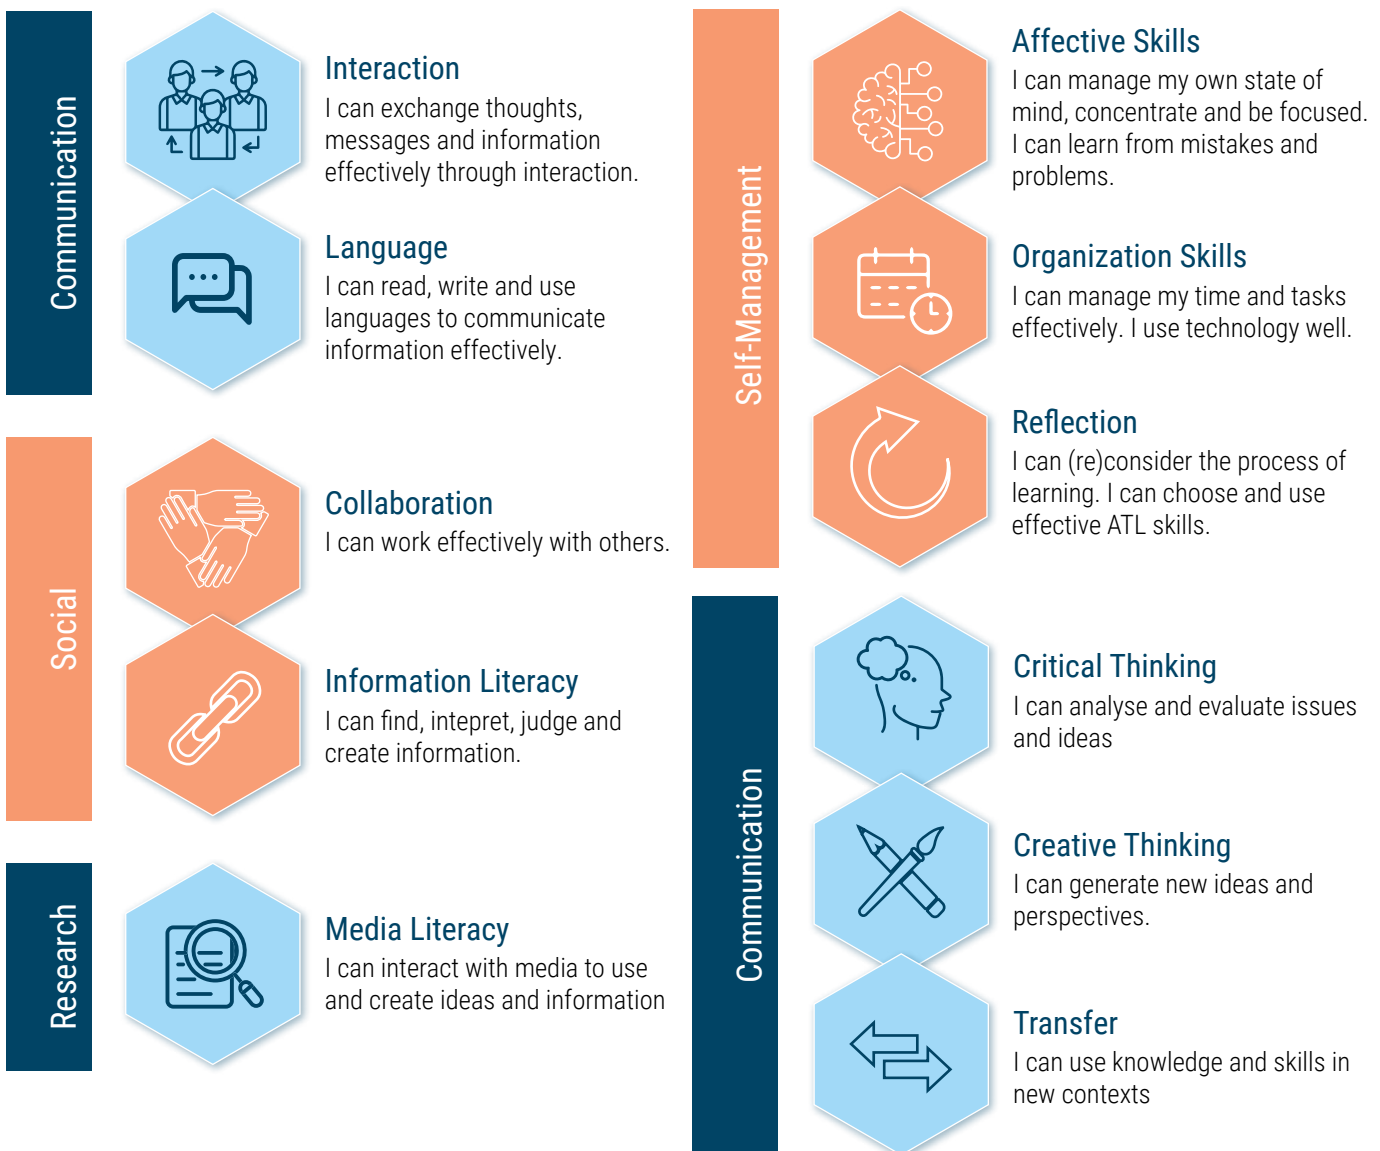 Communication
Interaction
I can exchange thoughts,
messages and information
effectively through interaction.
Language
I can read, write and use
languages to communicate
information effectively.
Social
Collaboration
I can work effectively with others.
Information Literacy
I can find, intepret, judge and
create information.
Research
Media Literacy
I can interact with media to use
and create ideas and information
Self-Management
Affective Skills
I can manage my own state of
mind, concentrate and be focused.
I can learn from mistakes and
problems.
Organization Skills
I can manage my time and tasks
effectively. I use technology well.
Reflection
I can (re)consider the process of
learning. I can choose and use
effective ATL skills.
Communication
Critical Thinking
I can analyse and evaluate issues
and ideas
Creative Thinking
I can generate new ideas and
perspectives.
Transfer
I can use knowledge and skills in
new contexts